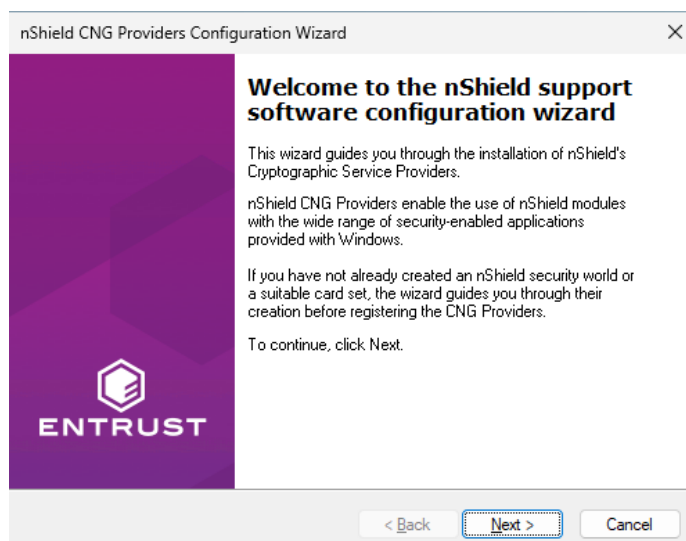 nShield CNG Providers Configuration Wizard
Welcome to the nShield support
software configuration wizard
This wizard guides you through the installation of nShield's
Cryptographic Service Providers.
nShield CNG Providers enable the use of nShield modules
with the wide range of security-enabled applications
provided with Windows.
If you have not already created an nShield security world or
a suitable card set, the wizard guides you through their
creation before registering the CNG Providers.
To continue, click Next.
ENTRUST
< Back Next > Cancel